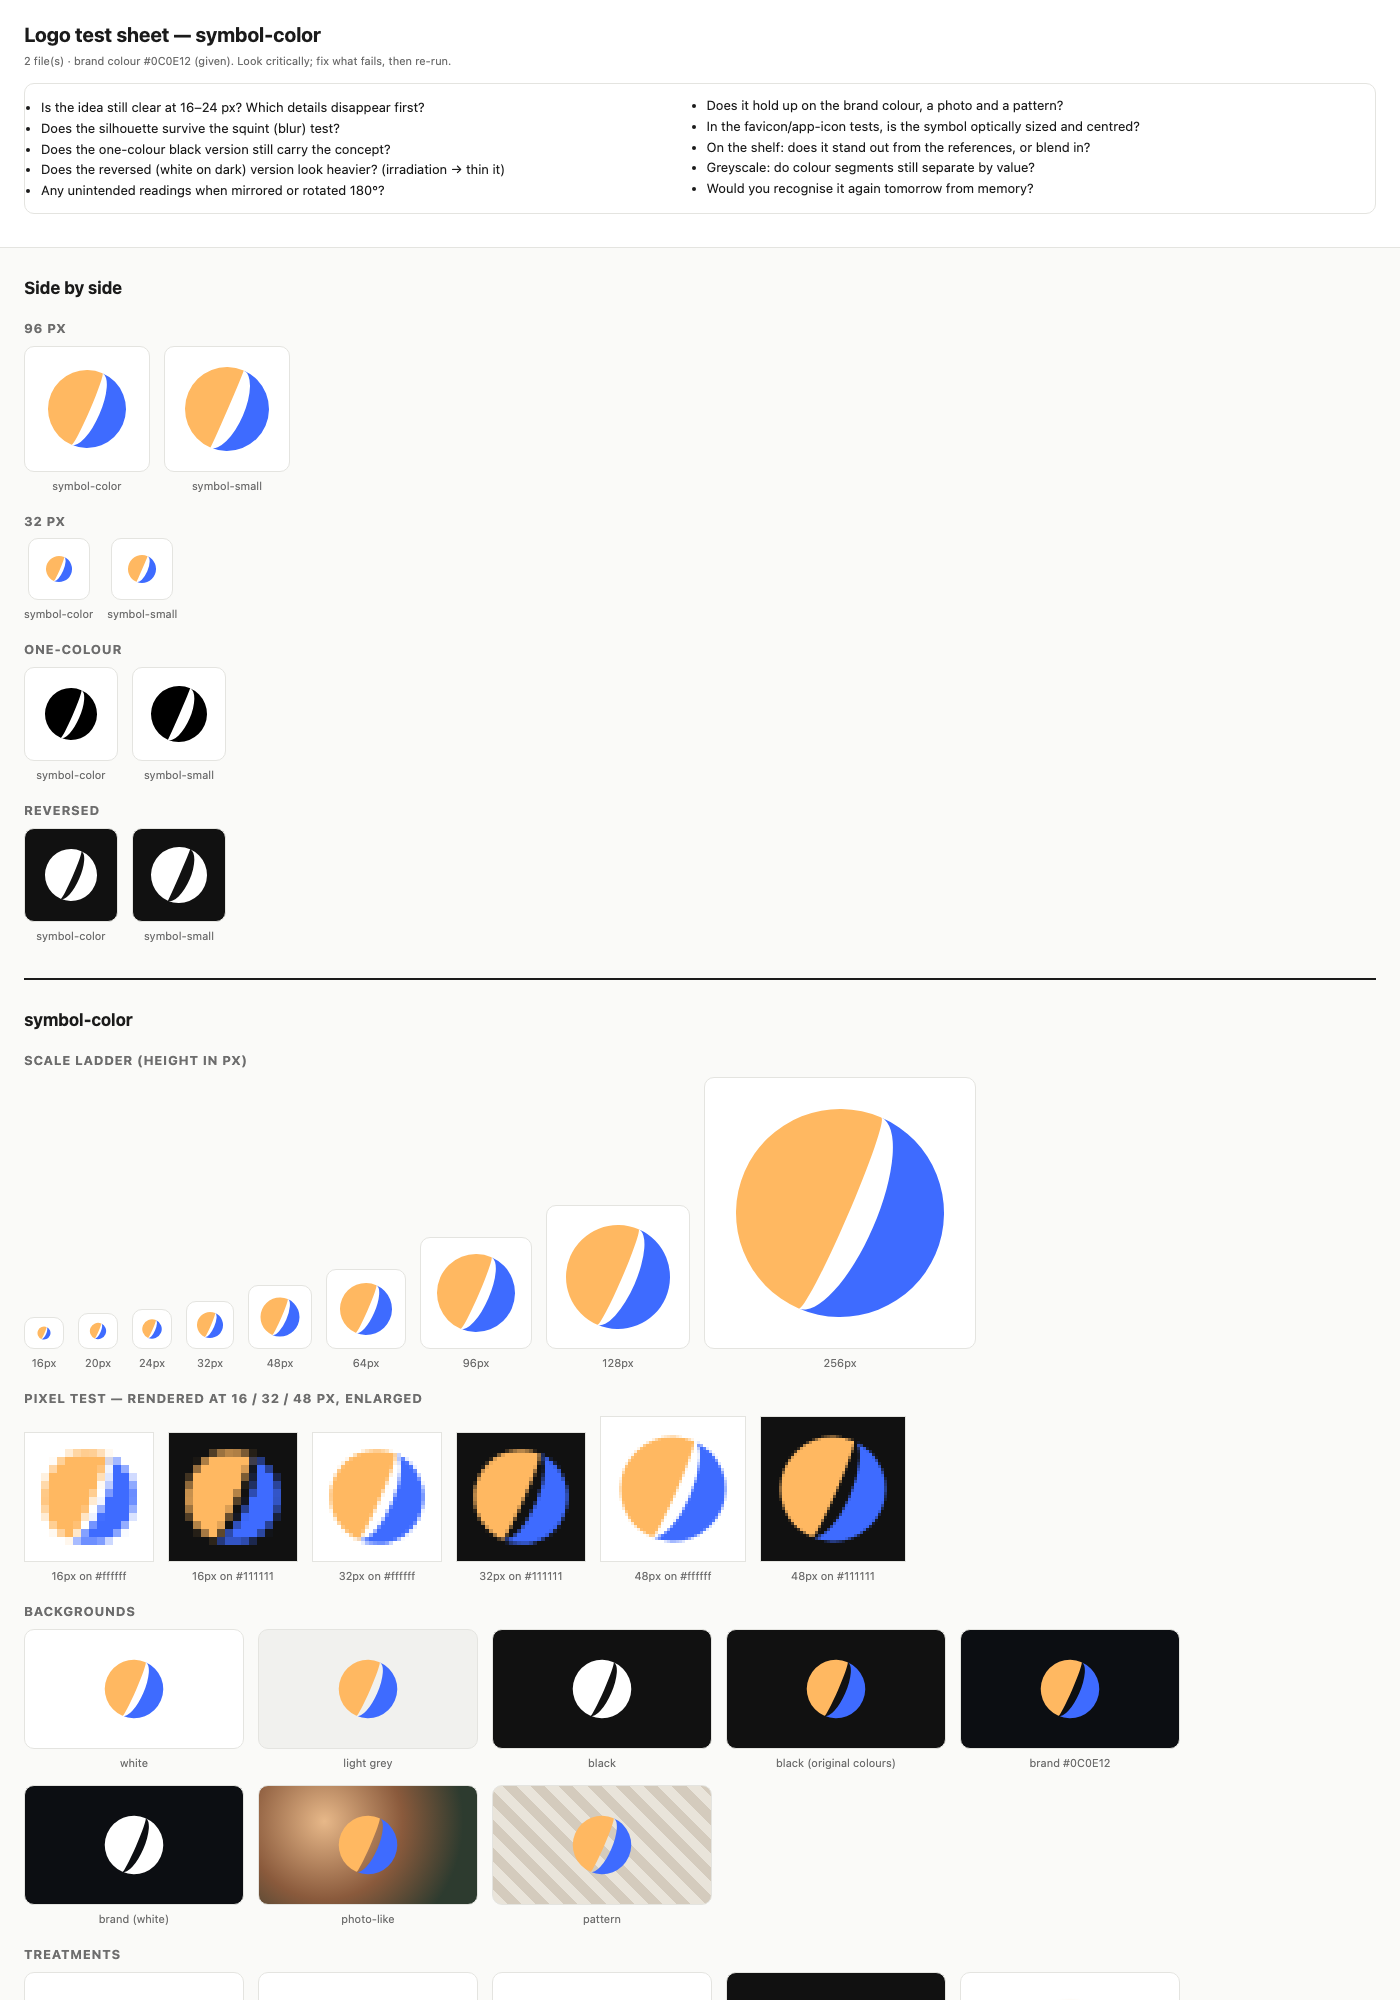 Logo test sheet — symbol-color
2 file(s) · brand colour #0C0E12 (given). Look critically; fix what fails, then re-run.
• Is the idea still clear at 16–24 px? Which details disappear first?
• Does the silhouette survive the squint (blur) test?
• Does the one-colour black version still carry the concept?
• Does the reversed (white on dark) version look heavier? (irradiation → thin it)
• Any unintended readings when mirrored or rotated 180°?
• Does it hold up on the brand colour, a photo and a pattern?
• In the favicon/app-icon tests, is the symbol optically sized and centred?
• On the shelf: does it stand out from the references, or blend in?
• Greyscale: do colour segments still separate by value?
• Would you recognise it again tomorrow from memory?
Side by side
96 PX
symbol-color symbol-small
32 PX
symbol-color symbol-small
ONE-COLOUR
symbol-color symbol-small
REVERSED
symbol-color symbol-small
symbol-color
SCALE LADDER (HEIGHT IN PX)
16px 20px 24px 32px 48px 64px 96px 128px 256px
PIXEL TEST — RENDERED AT 16 / 32 / 48 PX, ENLARGED
16px on #ffffff 16px on #111111 32px on #ffffff 32px on #111111 48px on #ffffff 48px on #111111
BACKGROUNDS
white light grey black black (original colours) brand #0C0E12
brand (white) photo-like pattern
TREATMENTS